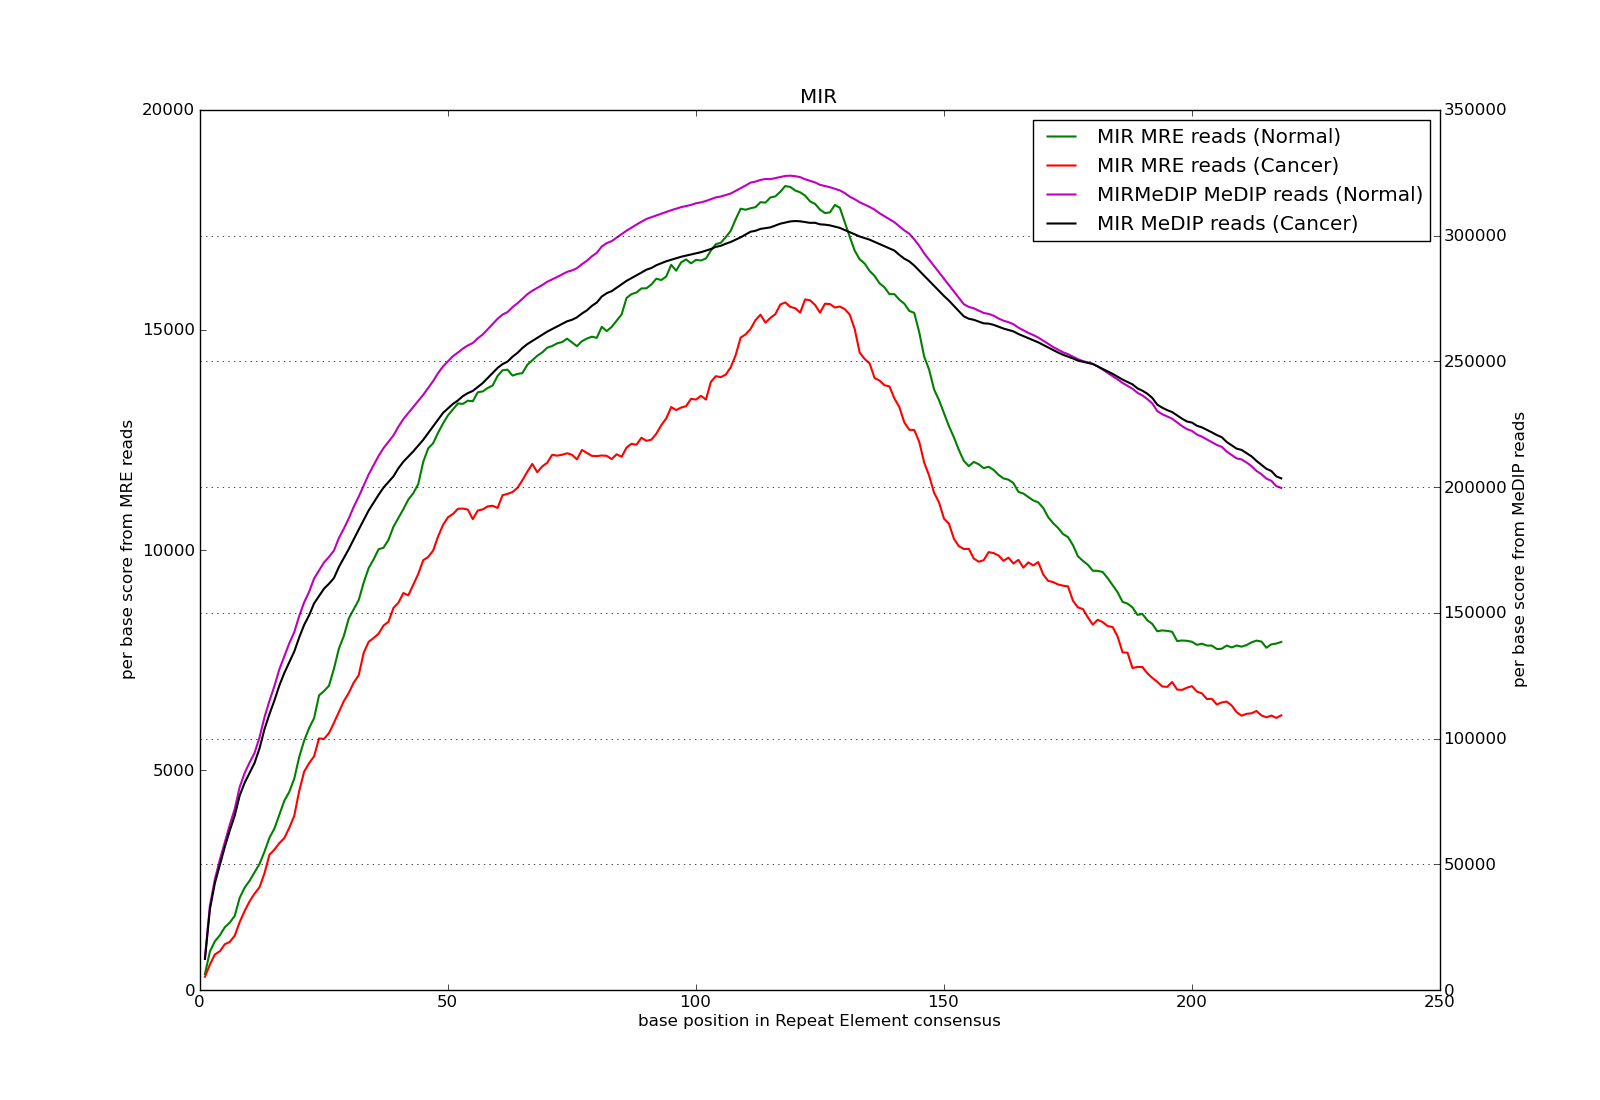 MIR
20000
15000
10000
5000
0
350000
300000
250000
200000
150000
100000
50000
0
MIR MRE reads (Normal)
MIR MRE reads (Cancer)
MIRMeDIP MeDIP reads (Normal)
MIR MeDIP reads (Cancer)
per base score from MRE reads
per base score from MeDIP reads
0 50 100 150 200 250
base position in Repeat Element consensus